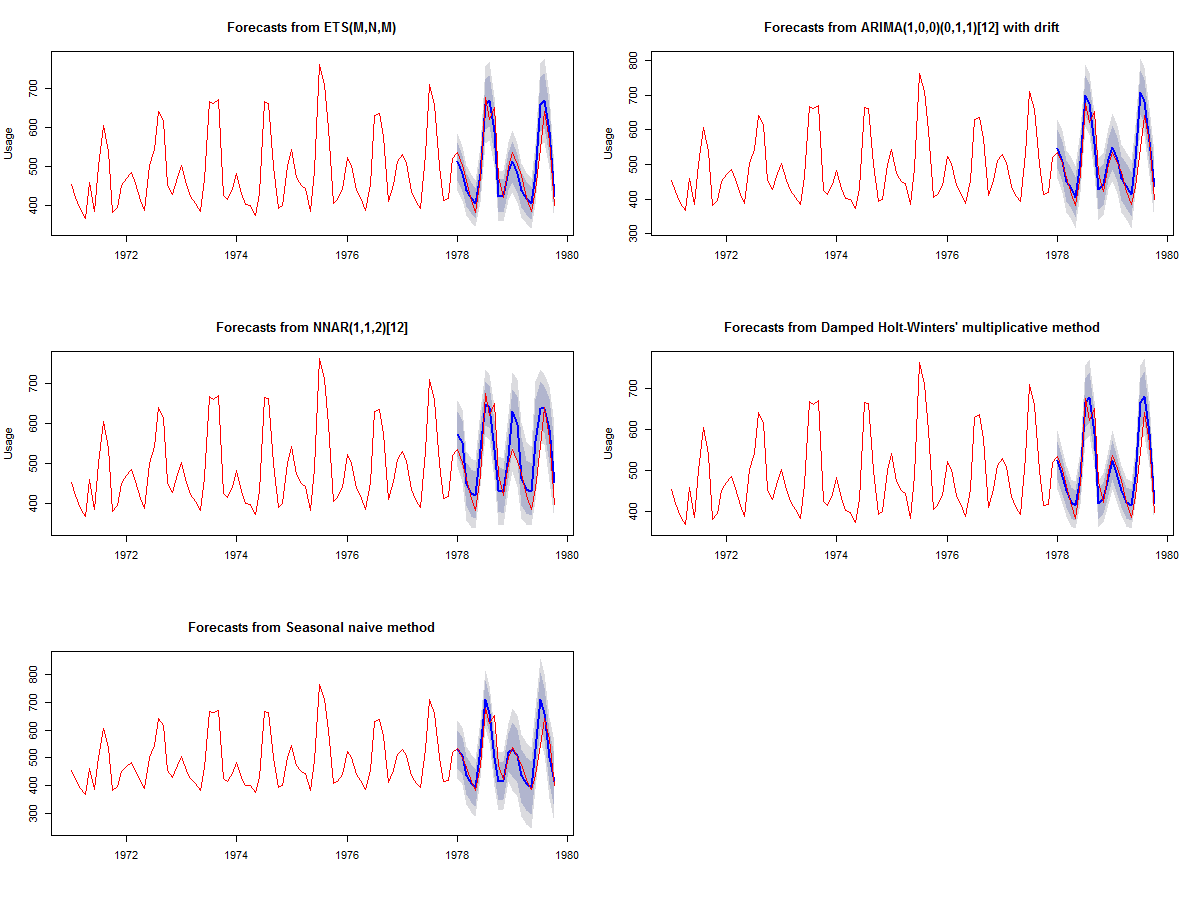 Forecasts from ETS(M,N,M)
Usage
400 500 600 700
1972 1974 1976 1978 1980
Forecasts from ARIMA(1,0,0)(0,1,1)[12] with drift
Usage
300 400 500 600 700 800
1972 1974 1976 1978 1980
Forecasts from NNAR(1,1,2)[12]
Usage
400 500 600 700
1972 1974 1976 1978 1980
Forecasts from Damped Holt-Winters' multiplicative method
Usage
400 500 600 700
1972 1974 1976 1978 1980
Forecasts from Seasonal naive method
Usage
300 400 500 600 700 800
1972 1974 1976 1978 1980